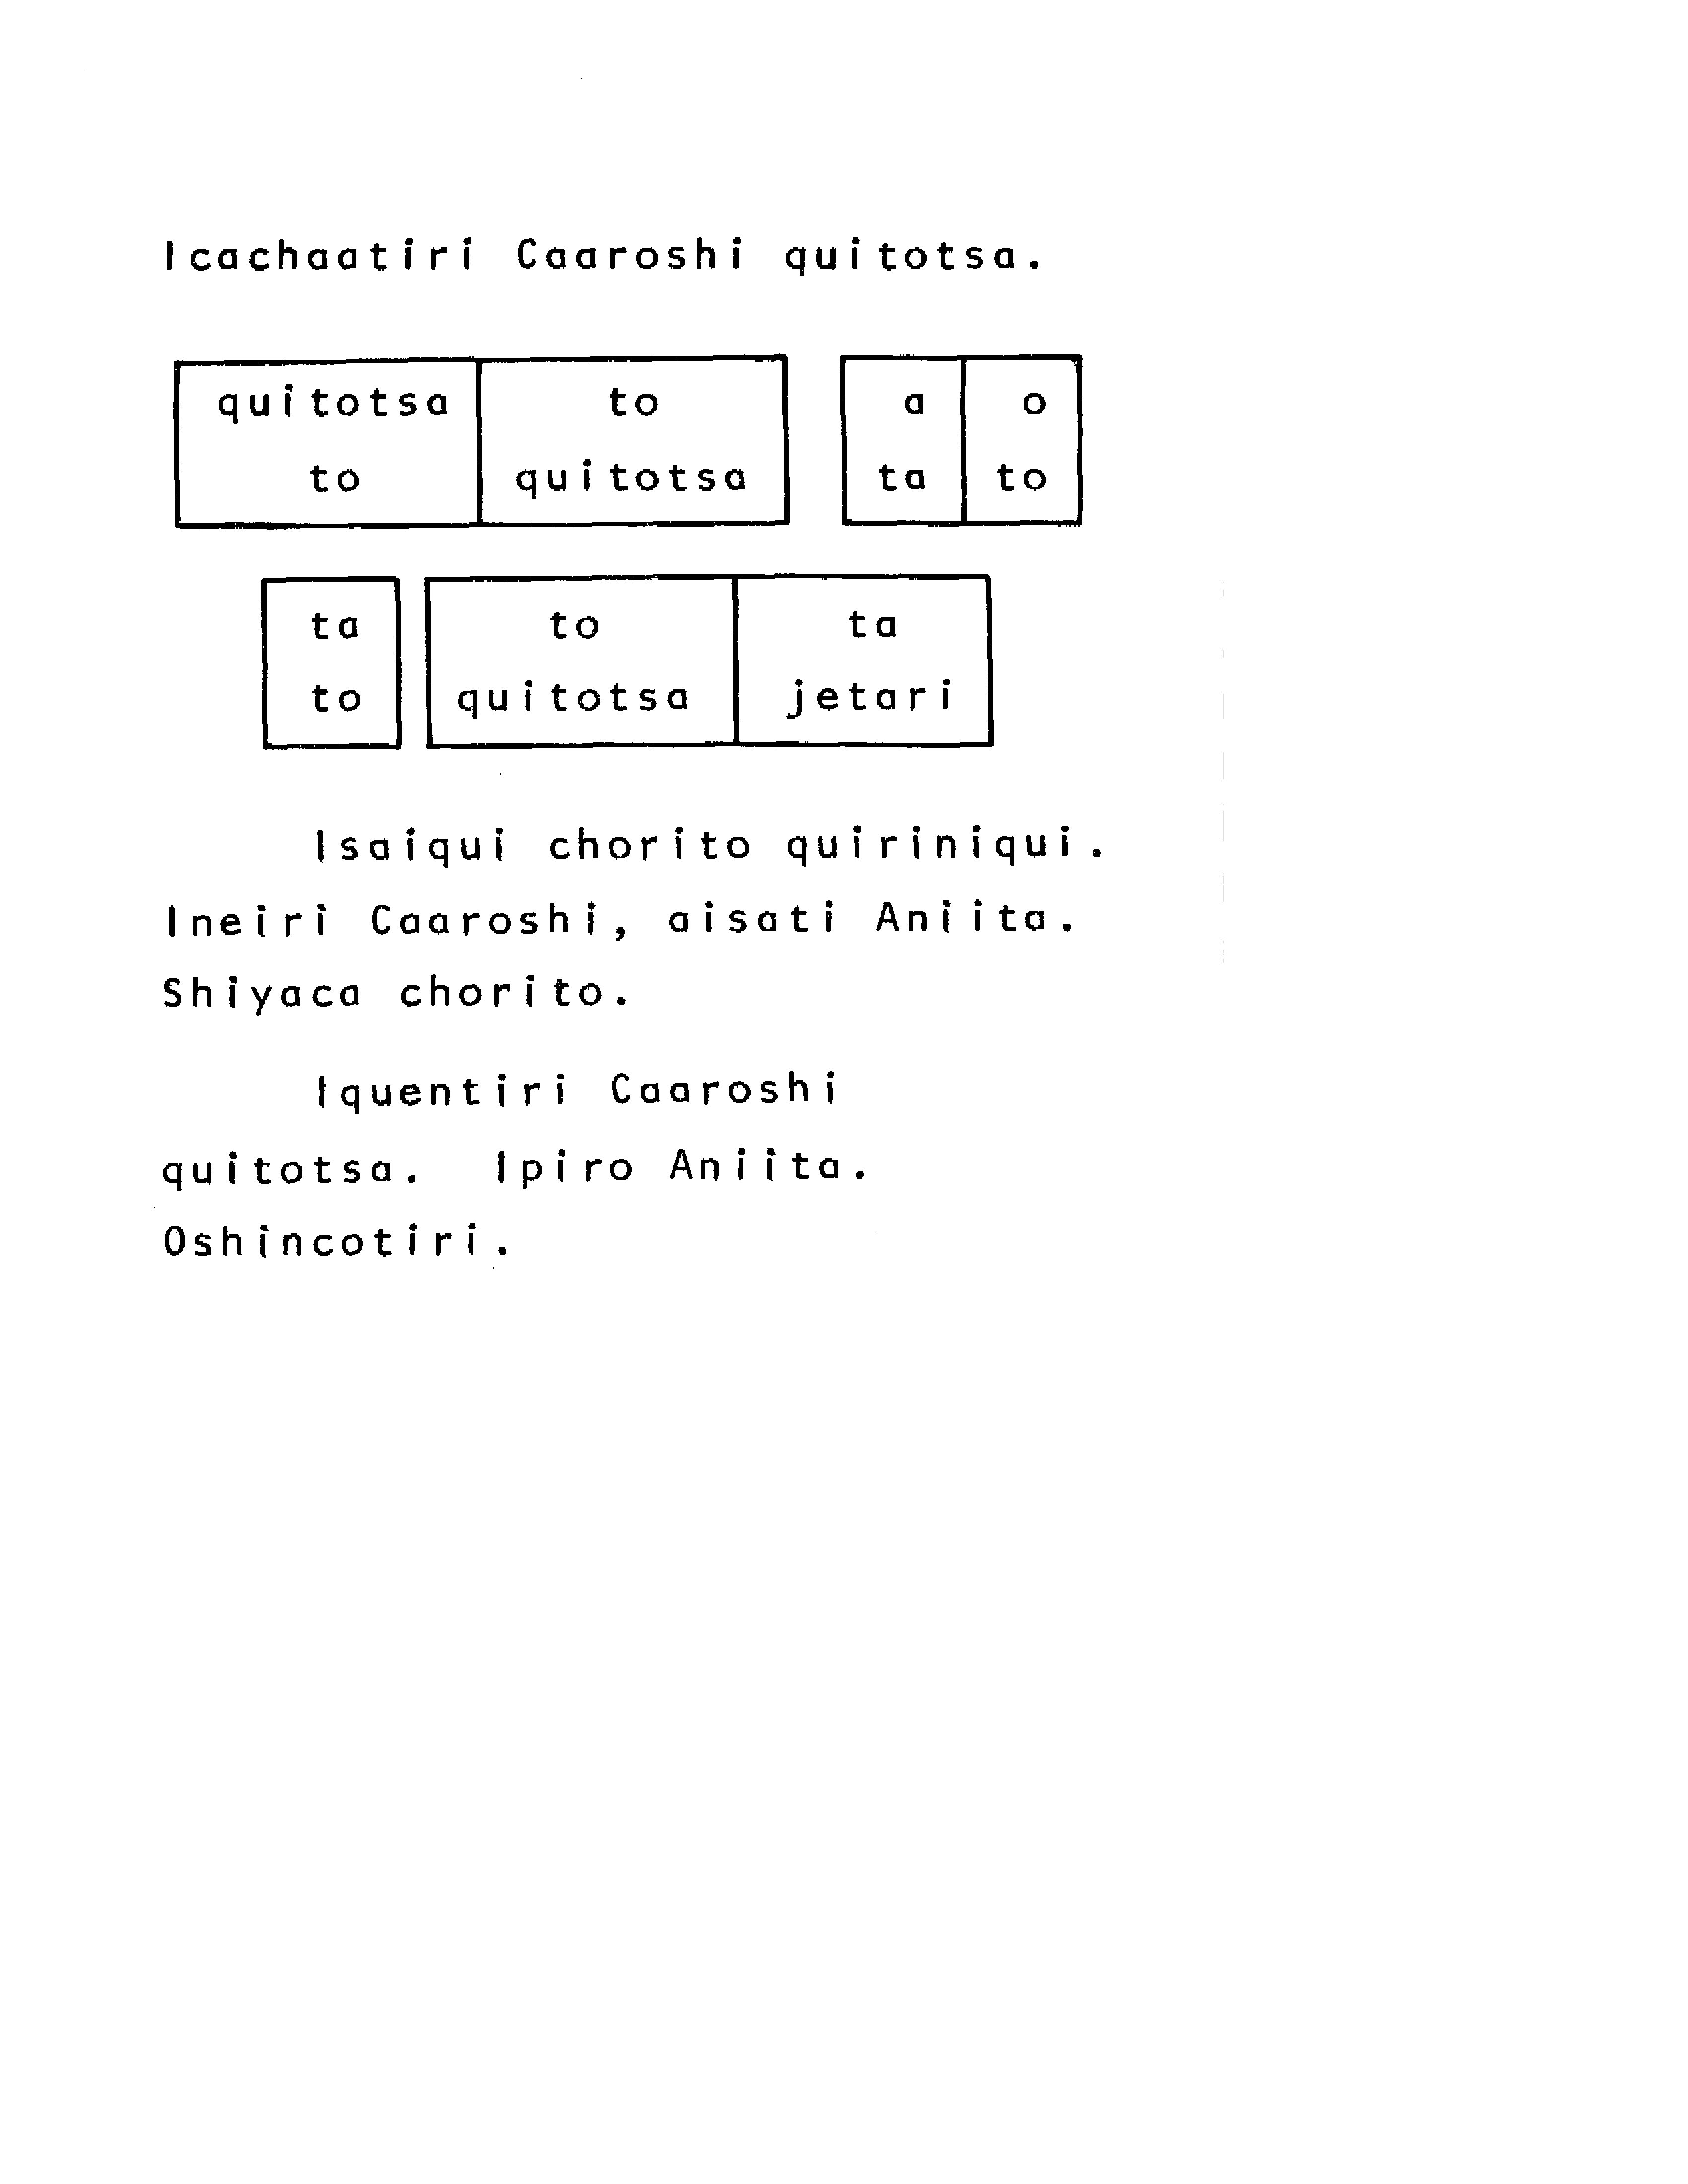 Icachaatiri Caaroshi quitotsa.
quitotsa to a o
to quitotsa ta to
ta to ta
to quitotsa jetari
Isaiqui chorito quiriniqui.
Ineiri Caaroshi, aisati Aniita.
Shiyaca chorito.
Iquentiri Caaroshi
quitotsa. Ipiro Aniita.
Oshincotiri.